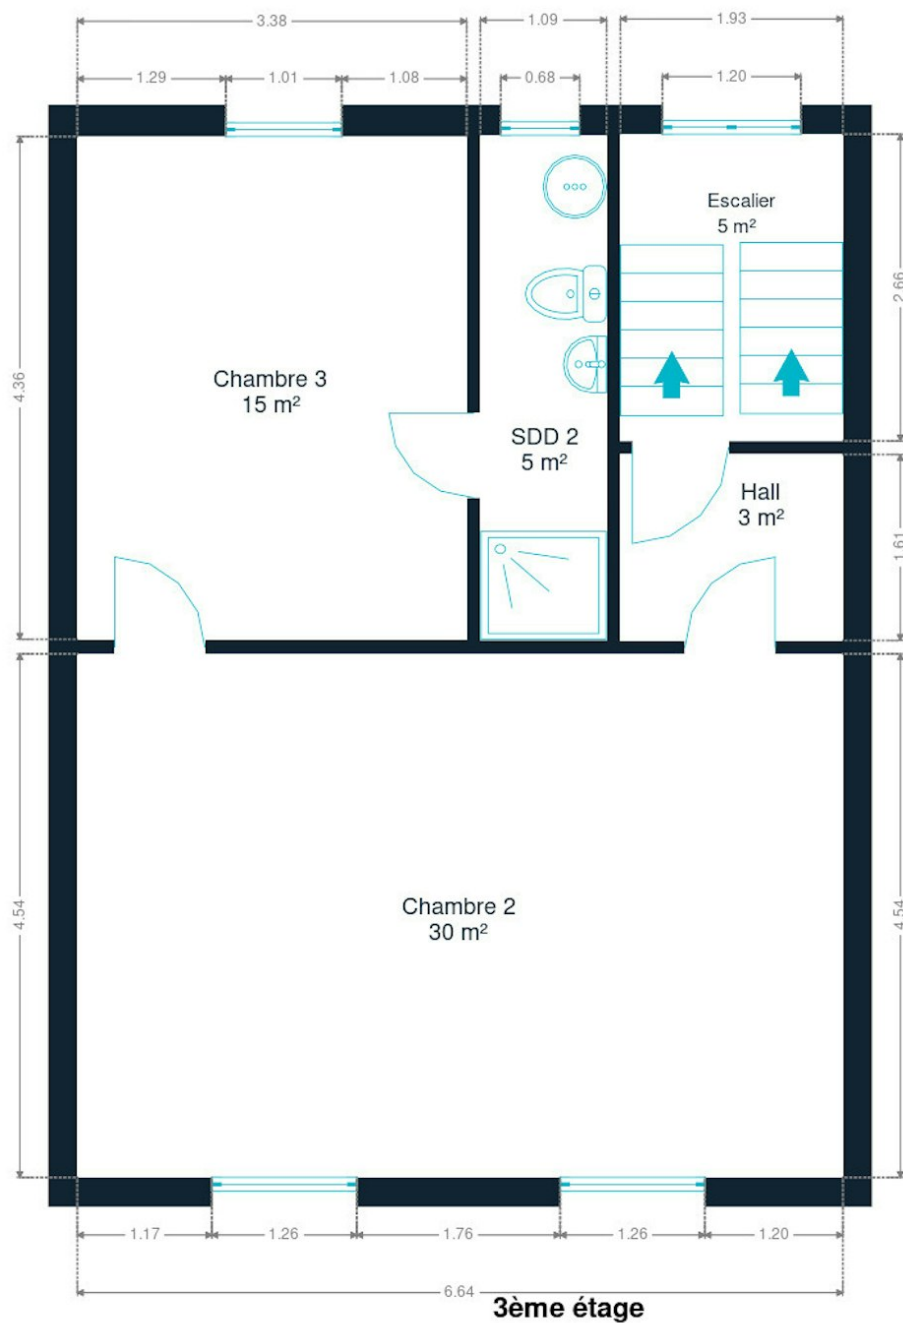 3.38
1.09
1.93
1.29
1.01
1.08
0.68
1.20
Escalier
5 m²
2.66
4.36
Chambre 3
15 m²
SDD 2
5 m²
Hall
3 m²
1.61
4.54
Chambre 2
30 m²
4.54
1.17
1.26
1.76
1.26
1.20
6.64
3ème étage